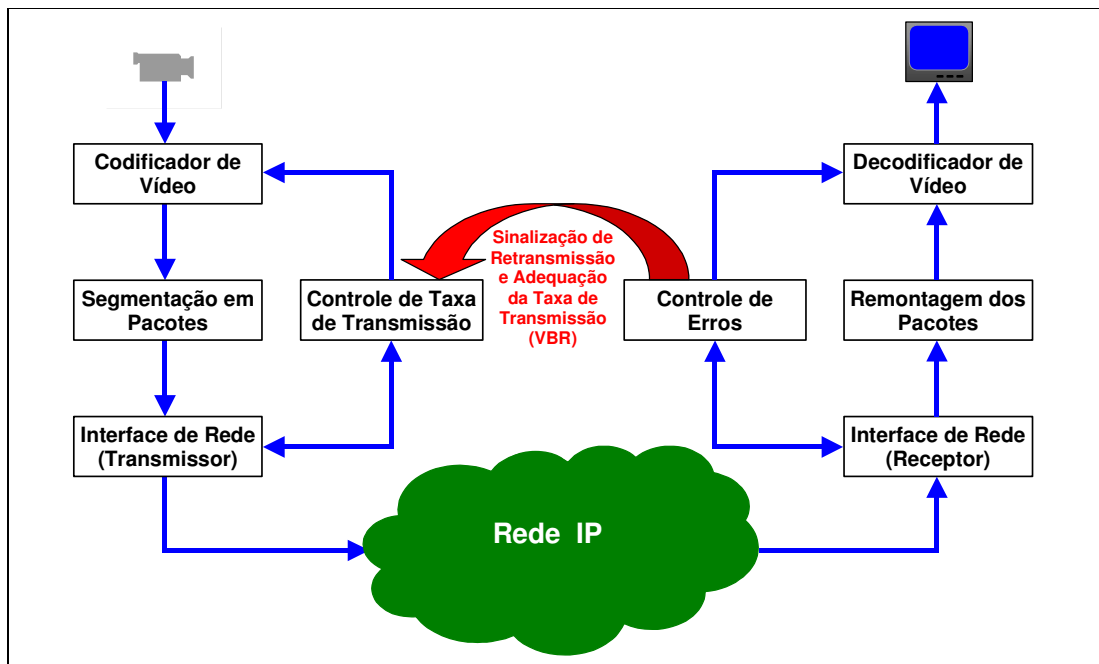 Codificador de
Vídeo
Decodificador de
Vídeo
Sinalização de
Retransmissão
e Adequação
da Taxa de
Transmissão
(VBR)
Segmentação em
Pacotes
Controle de Taxa
de Transmissão
Controle de
Erros
Remontagem dos
Pacotes
Interface de Rede
(Transmissor)
Interface de Rede
(Receptor)
Rede IP